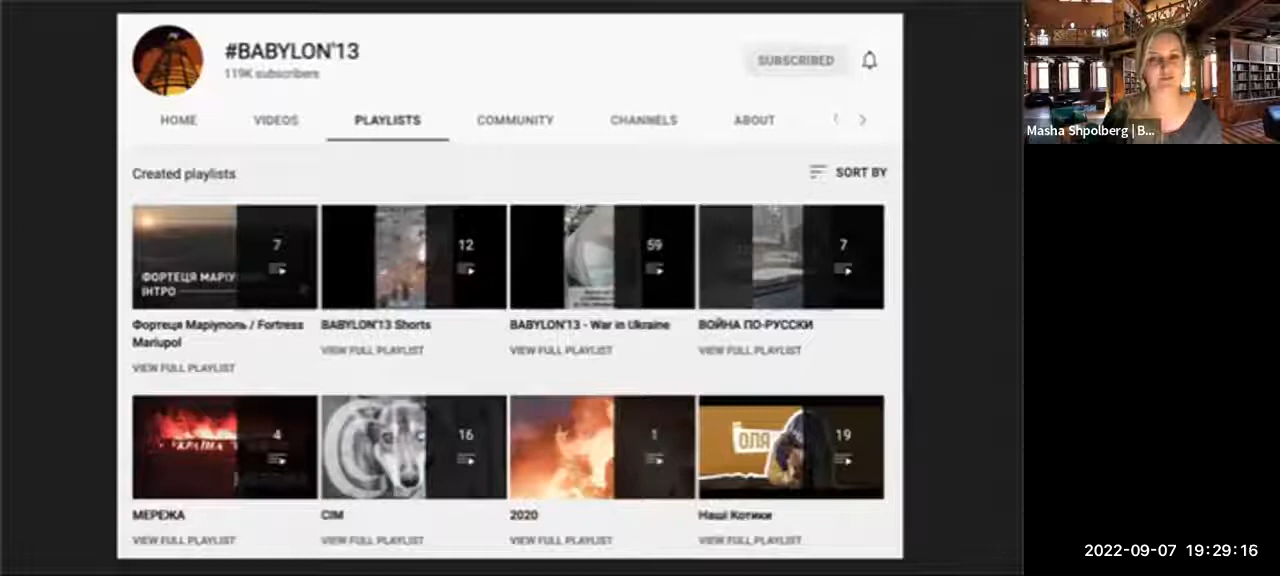 #BABYLON'13
119K subscribers
SUBSCRIBED
HOME
VIDEOS
PLAYLISTS
COMMUNITY
CHANNELS
ABOUT
Masha Shpolberg | B...
Created playlists
SORT BY
7
12
59
7
ФОРТЕЦЯ МАРІУ
ІНТРО
Фортеця Маріуполь / Fortress
Mariupol
VIEW FULL PLAYLIST
BABYLON'13 Shorts
VIEW FULL PLAYLIST
BABYLON'13 - War in Ukraine
VIEW FULL PLAYLIST
ВОЙНА ПО-РУССКИ
VIEW FULL PLAYLIST
4
16
1
19
УКРАЇНА
ОЛЯ
МЕРЕЖА
VIEW FULL PLAYLIST
СІМ
VIEW FULL PLAYLIST
2020
VIEW FULL PLAYLIST
Наші Котики
VIEW FULL PLAYLIST
2022-09-07 19:29:16